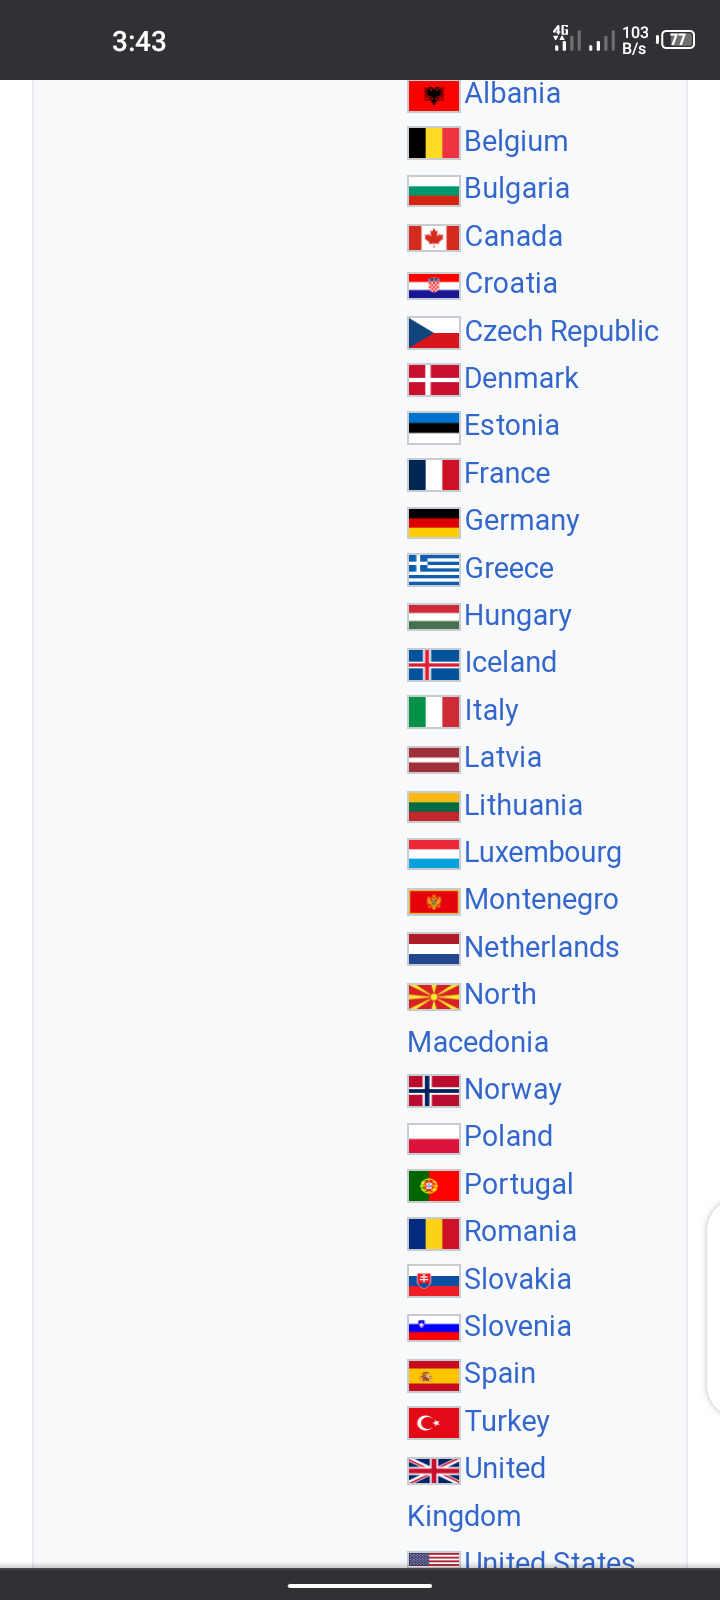 3:43
4G
103
B/s
77
Albania
Belgium
Bulgaria
Canada
Croatia
Czech Republic
Denmark
Estonia
France
Germany
Greece
Hungary
Iceland
Italy
Latvia
Lithuania
Luxembourg
Montenegro
Netherlands
North
Macedonia
Norway
Poland
Portugal
Romania
Slovakia
Slovenia
Spain
Turkey
United
Kingdom
United States